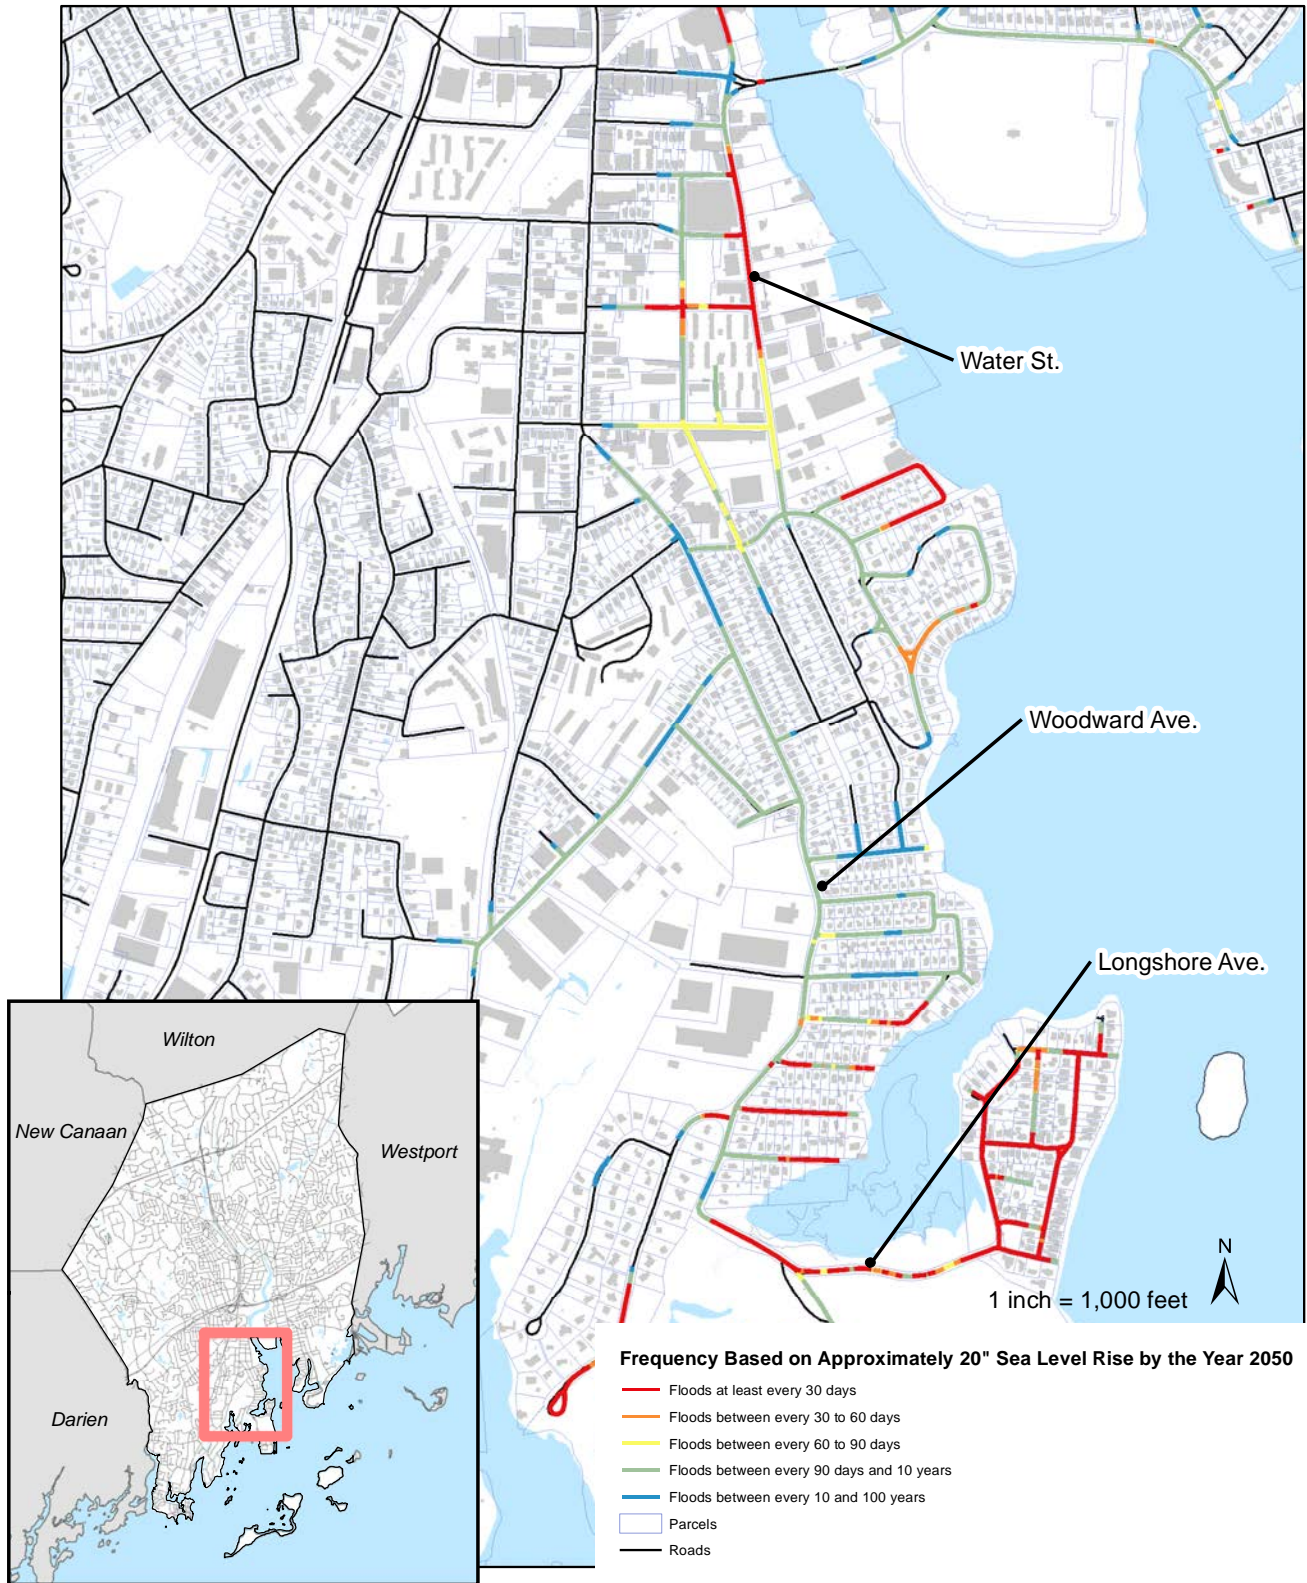 Water St.
Woodward Ave.
Longshore Ave.
Wilton
New Canaan
Westport
Darien
N
1 inch = 1,000 feet
Frequency Based on Approximately 20" Sea Level Rise by the Year 2050
Floods at least every 30 days
Floods between every 30 to 60 days
Floods between every 60 to 90 days
Floods between every 90 days and 10 years
Floods between every 10 and 100 years
Parcels
Roads